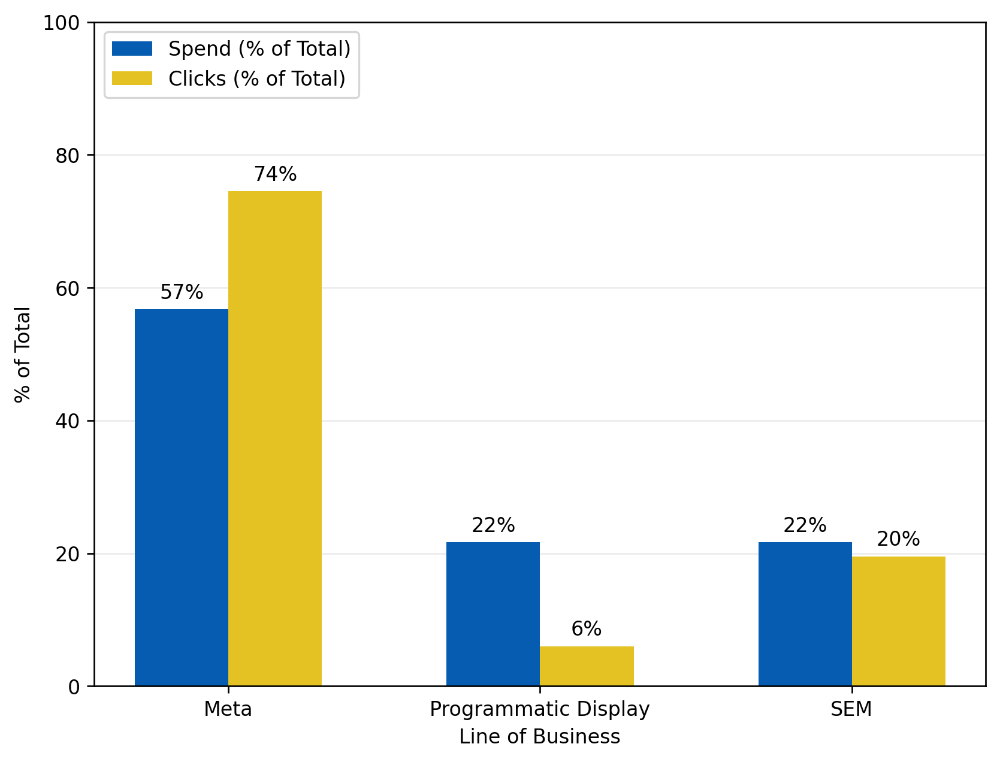 100
80
60
40
20
0
% of Total
Spend (% of Total)
Clicks (% of Total)
57%
74%
22%
6%
22%
20%
Meta
Programmatic Display
SEM
Line of Business